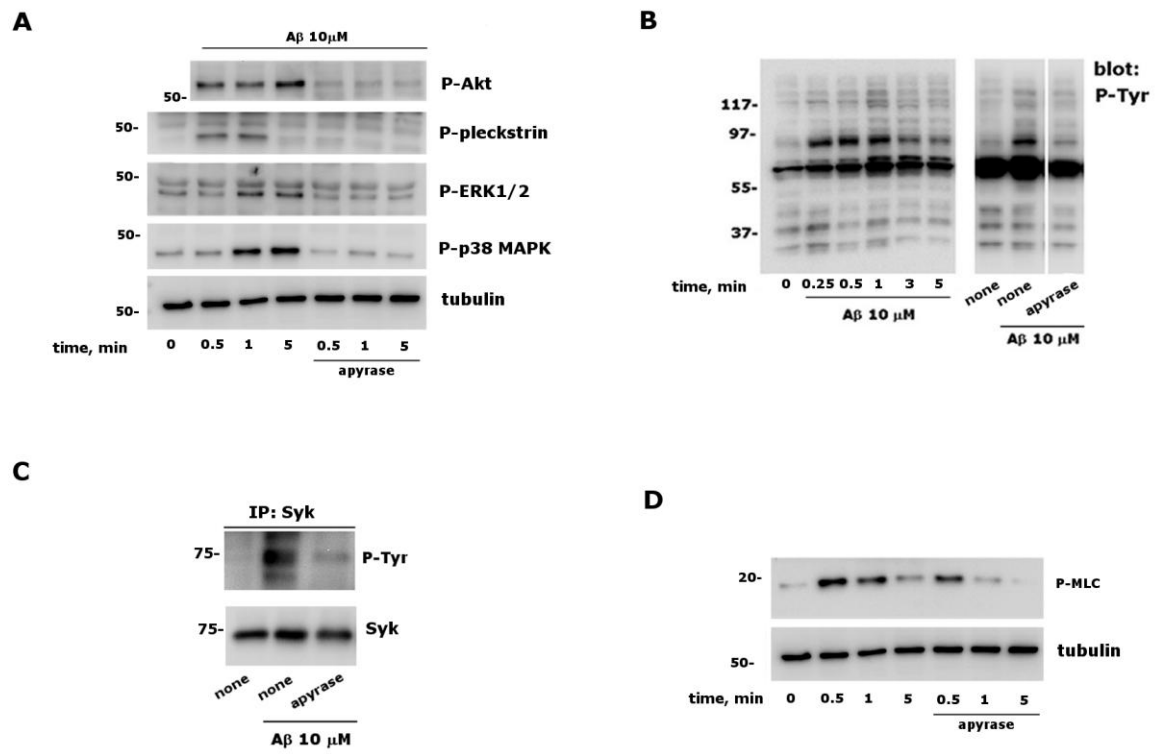 A
Aβ 10μM
50-
P-Akt
50-
P-pleckstrin
50-
P-ERK1/2
50-
P-p38 MAPK
50-
tubulin
time, min 0 0.5 1 5 0.5 1 5
apyrase
B
blot:
P-Tyr
117-
97-
55-
37-
time, min 0 0.25 0.5 1 3 5
Aβ 10 μM
none none apyrase
Aβ 10 μM
C
IP: Syk
75-
P-Tyr
75-
Syk
none none apyrase
Aβ 10 μM
D
20-
P-MLC
50-
tubulin
time, min 0 0.5 1 5 0.5 1 5
apyrase